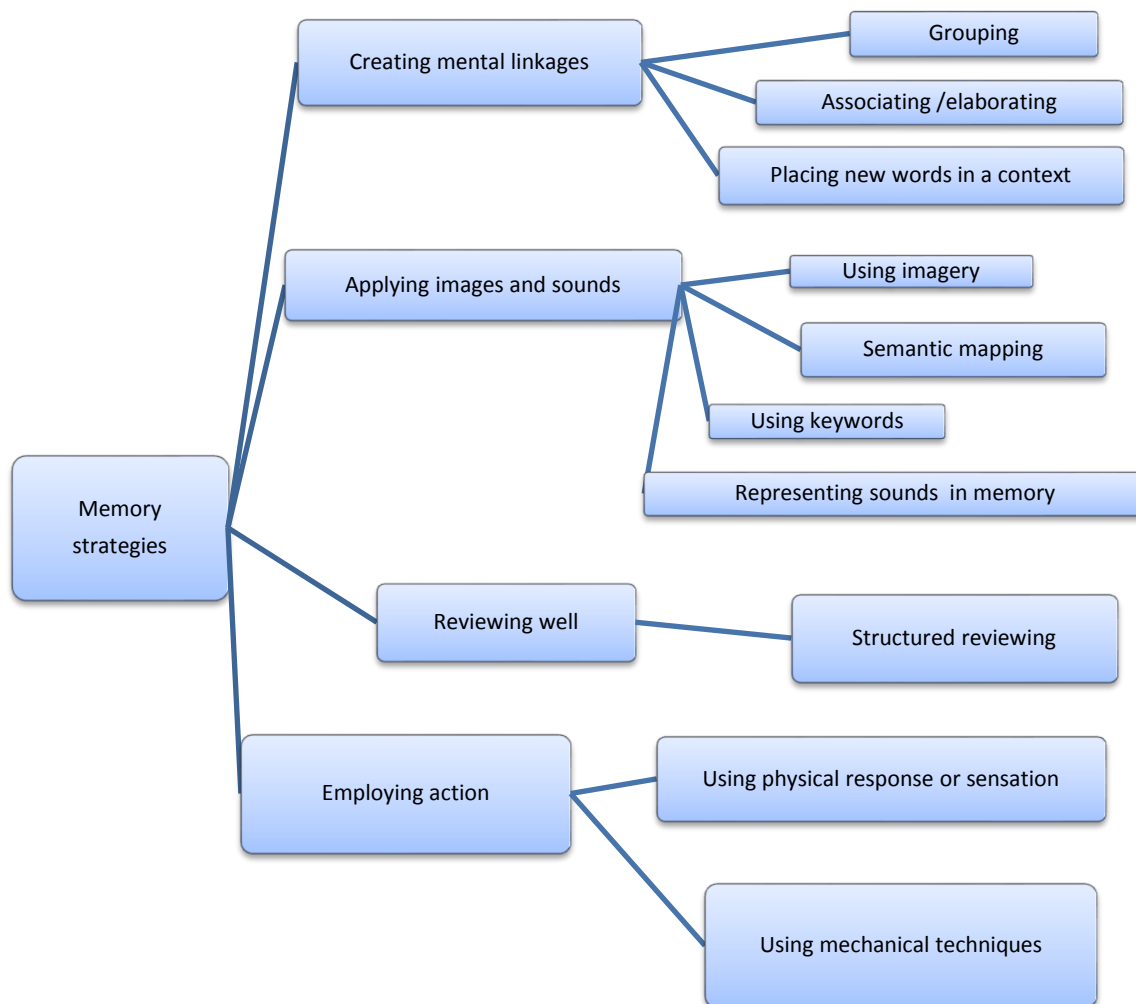 Grouping
Creating mental linkages
Associating /elaborating
Placing new words in a context
Using imagery
Applying images and sounds
Semantic mapping
Using keywords
Representing sounds  in memory
Memory
strategies
Reviewing well
Structured reviewing
Using physical response or sensation
Employing action
Using mechanical techniques